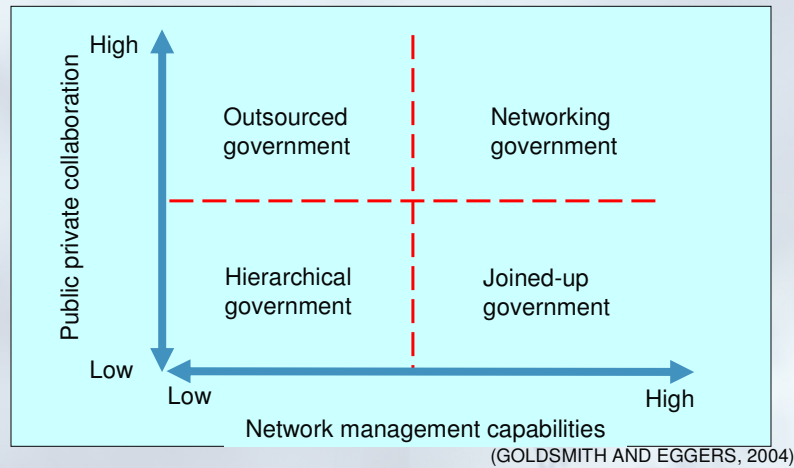 High
Public private collaboration
Outsourced
government
Networking
government
Hierarchical
government
Joined-up
government
Low
Low
High
Network management capabilities
(GOLDSMITH AND EGGERS, 2004)